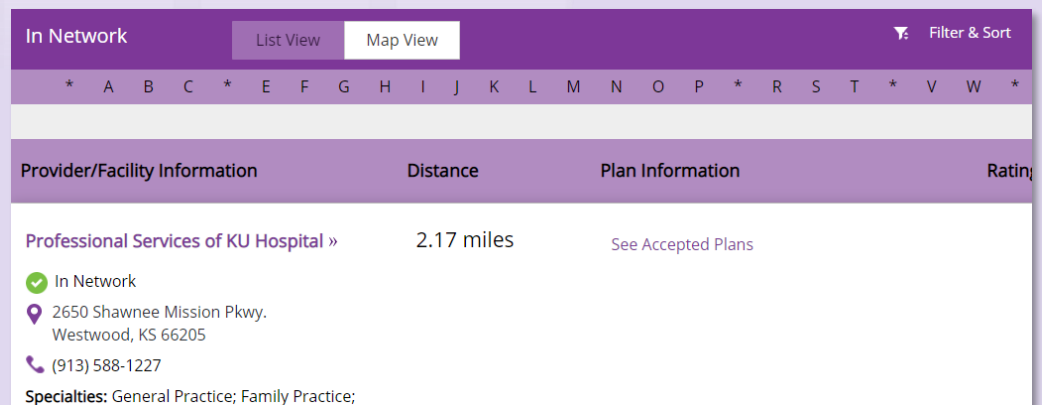 In Network List View Map View Filter & Sort
* A B C * E F G H I J K L M N O P * R S T * V W *
Provider/Facility Information Distance Plan Information Rating
Professional Services of KU Hospital » 2.17 miles See Accepted Plans
In Network
2650 Shawnee Mission Pkwy.
Westwood, KS 66205
(913) 588-1227
Specialties: General Practice; Family Practice;